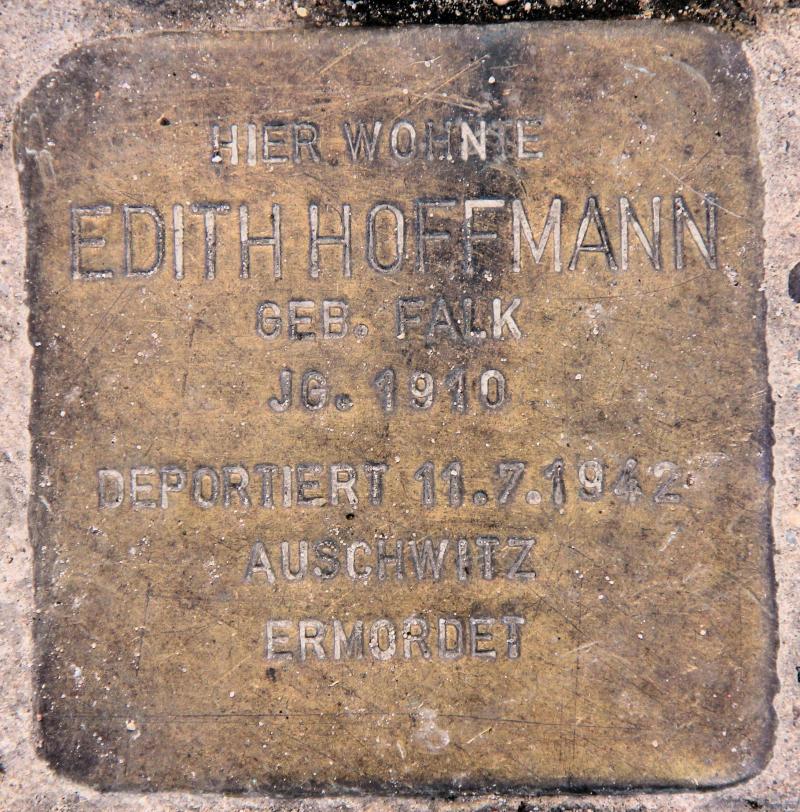 HIER WOHNTE
EDITH HOFFMANN
GEB. FALK
JG. 1910
DEPORTIERT 11.7.1942
AUSCHWITZ
ERMORDET